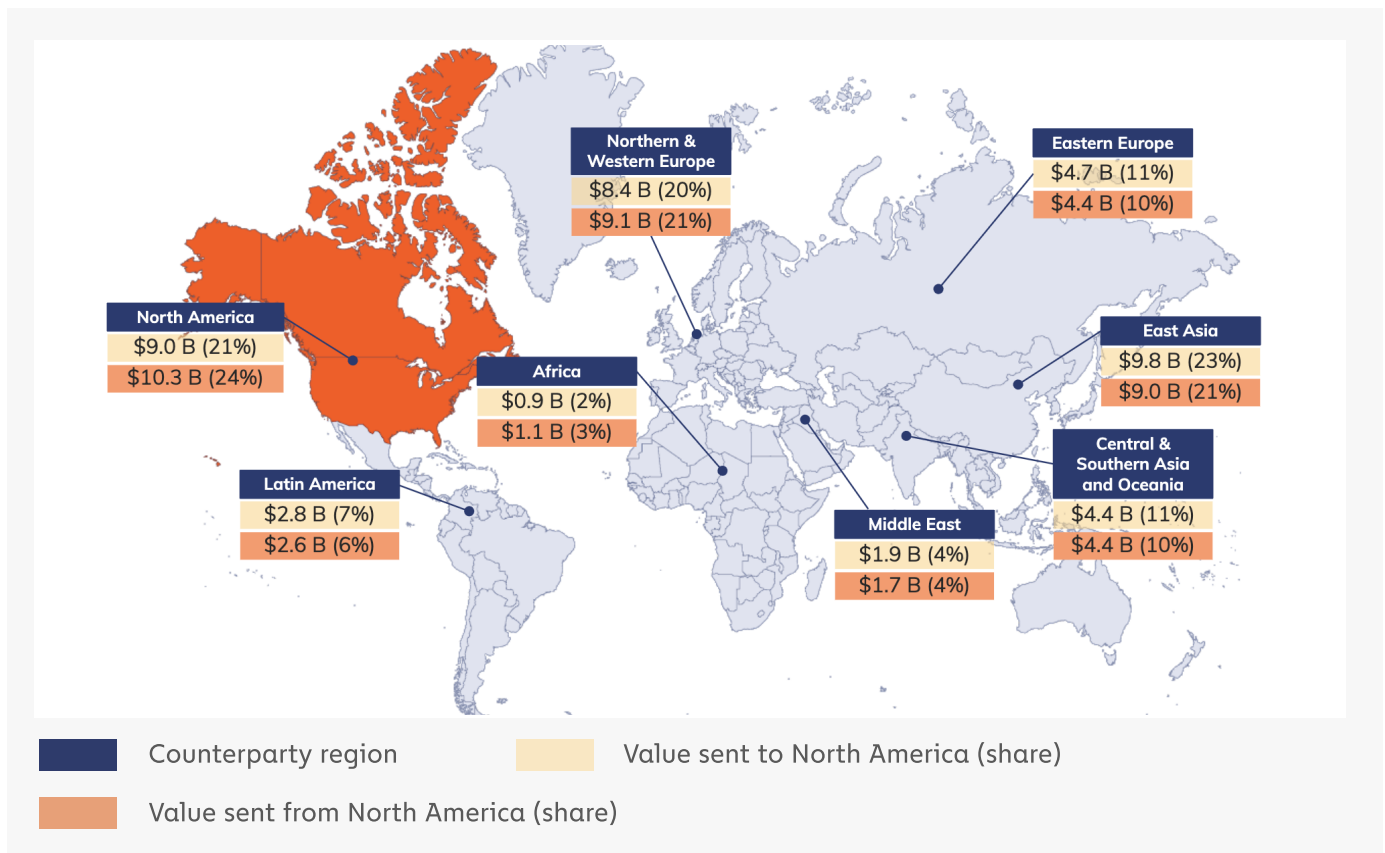 Northern &
Western Europe
$8.4 B (20%)
$9.1 B (21%)
Eastern Europe
$4.7 B (11%)
$4.4 B (10%)
North America
$9.0 B (21%)
$10.3 B (24%)
East Asia
$9.8 B (23%)
$9.0 B (21%)
Africa
$0.9 B (2%)
$1.1 B (3%)
Central &
Southern Asia
and Oceania
$4.4 B (11%)
$4.4 B (10%)
Latin America
$2.8 B (7%)
$2.6 B (6%)
Middle East
$1.9 B (4%)
$1.7 B (4%)
Counterparty region
Value sent to North America (share)
Value sent from North America (share)